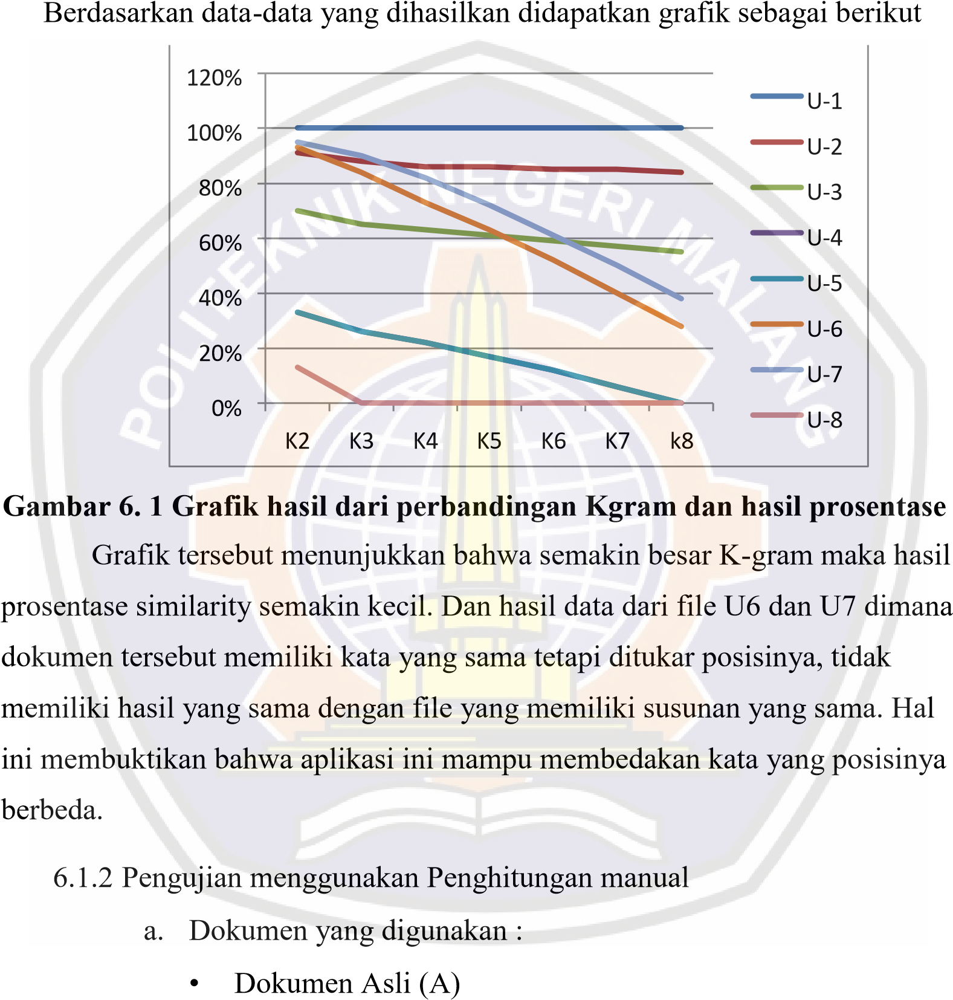 Berdasarkan data-data yang dihasilkan didapatkan grafik sebagai berikut
120%
100%
80%
60%
40%
20%
0%
K2 K3 K4 K5 K6 K7 k8
U-1
U-2
U-3
U-4
U-5
U-6
U-7
U-8
POLITEKNIK NEGERI MALANG
Gambar 6. 1 Grafik hasil dari perbandingan Kgram dan hasil prosentase
Grafik tersebut menunjukkan bahwa semakin besar K-gram maka hasil
prosentase similarity semakin kecil. Dan hasil data dari file U6 dan U7 dimana
dokumen tersebut memiliki kata yang sama tetapi ditukar posisinya, tidak
memiliki hasil yang sama dengan file yang memiliki susunan yang sama. Hal
ini membuktikan bahwa aplikasi ini mampu membedakan kata yang posisinya
berbeda.
6.1.2 Pengujian menggunakan Penghitungan manual
a. Dokumen yang digunakan :
• Dokumen Asli (A)